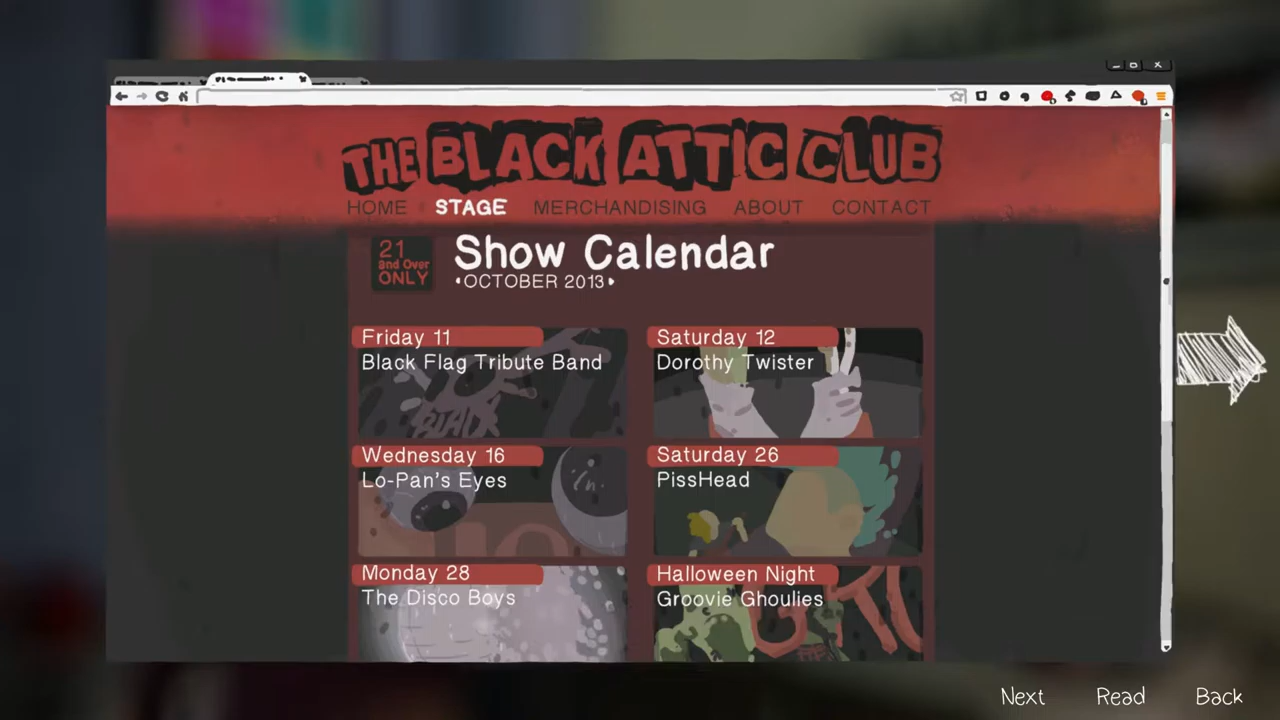 THE BLACK ATTIC CLUB
HOME STAGE MERCHANDISING ABOUT CONTACT
21
and Over
ONLY
Show Calendar
OCTOBER 2013
Friday 11
Black Flag Tribute Band
Saturday 12
Dorothy Twister
Wednesday 16
Lo-Pan's Eyes
Saturday 26
PissHead
Monday 28
The Disco Boys
Halloween Night
Groovie Ghoulies
Next Read Back